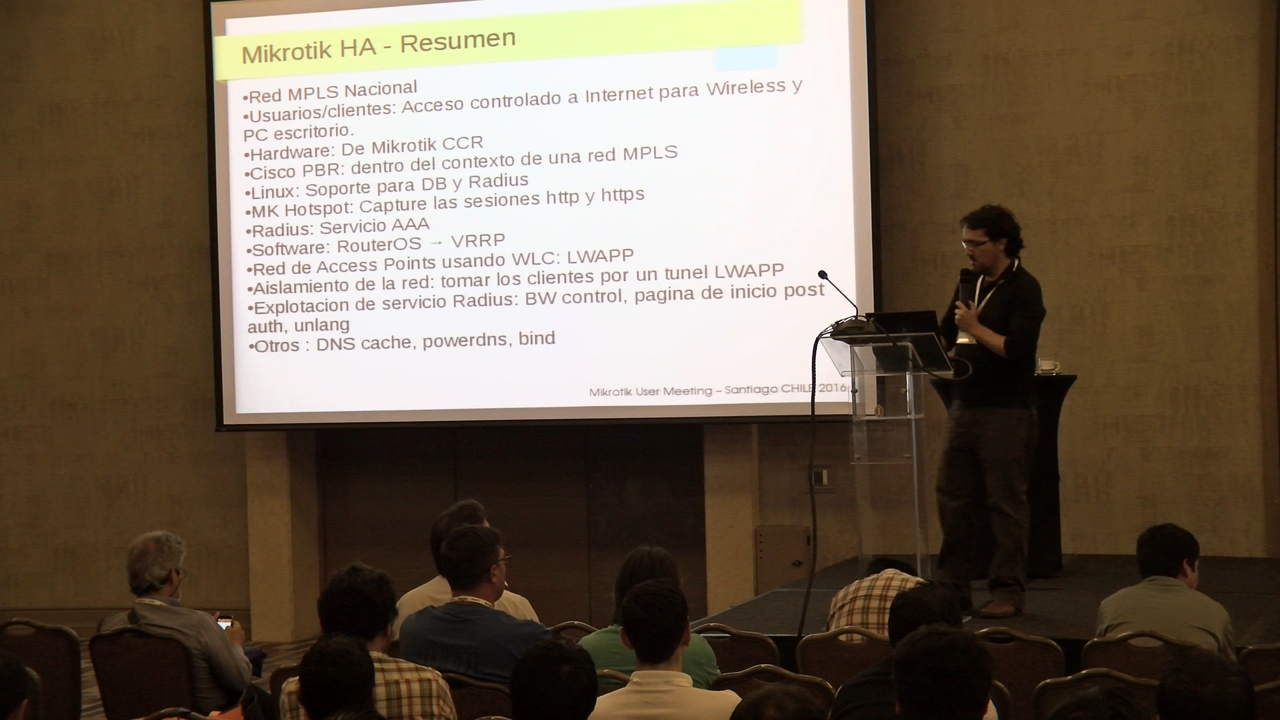 Mikrotik HA - Resumen
•Red MPLS Nacional
•Usuarios/clientes: Acceso controlado a Internet para Wireless y
PC escritorio.
•Hardware: De Mikrotik CCR
•Cisco PBR: dentro del contexto de una red MPLS
•Linux: Soporte para DB y Radius
•MK Hotspot: Capture las sesiones http y https
•Radius: Servicio AAA
•Software: RouterOS → VRRP
•Red de Access Points usando WLC: LWAPP
•Aislamiento de la red: tomar los clientes por un tunel LWAPP
•Explotacion de servicio Radius: BW control, pagina de inicio post
auth, unlang
•Otros : DNS cache, powerdns, bind
Mikrotik User Meeting – Santiago CHILE 2016